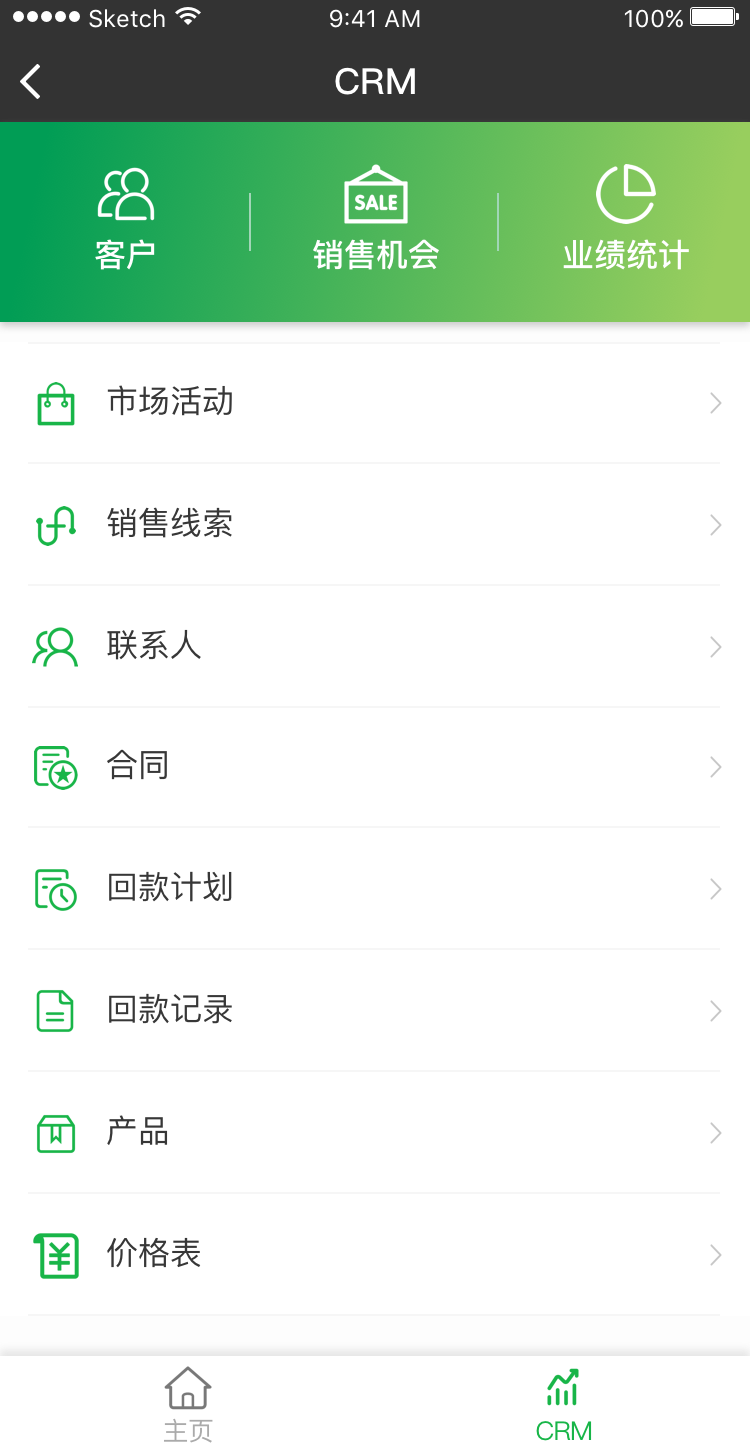 Sketch 9:41 AM 100%
CRM
SALE
客户 销售机会 业绩统计
市场活动
销售线索
联系人
合同
回款计划
回款记录
产品
价格表
主页 CRM